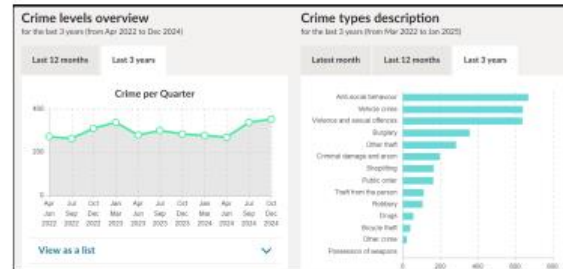 Crime levels overview
for the last 3 years (from Apr 2022 to Dec 2024)
Last 12 months
Last 3 years
Crime per Quarter
400
200
0
Apr Jul Oct Jan Apr Jul Oct Jan Apr Jul Oct
Jun Sep Dec Mar Jun Sep Dec Mar Jun Sep Dec
2022 2022 2022 2023 2023 2023 2023 2024 2024 2024 2024
View as a list
Crime types description
for the last 3 years (from Mar 2022 to Jan 2025)
Latest month
Last 12 months
Last 3 years
Anti-social behaviour
Vehicle crime
Violence and sexual offences
Burglary
Other theft
Criminal damage and arson
Shoplifting
Public order
Theft from the person
Robbery
Drugs
Bicycle theft
Other crime
Possession of weapons
0 200 400 600 800